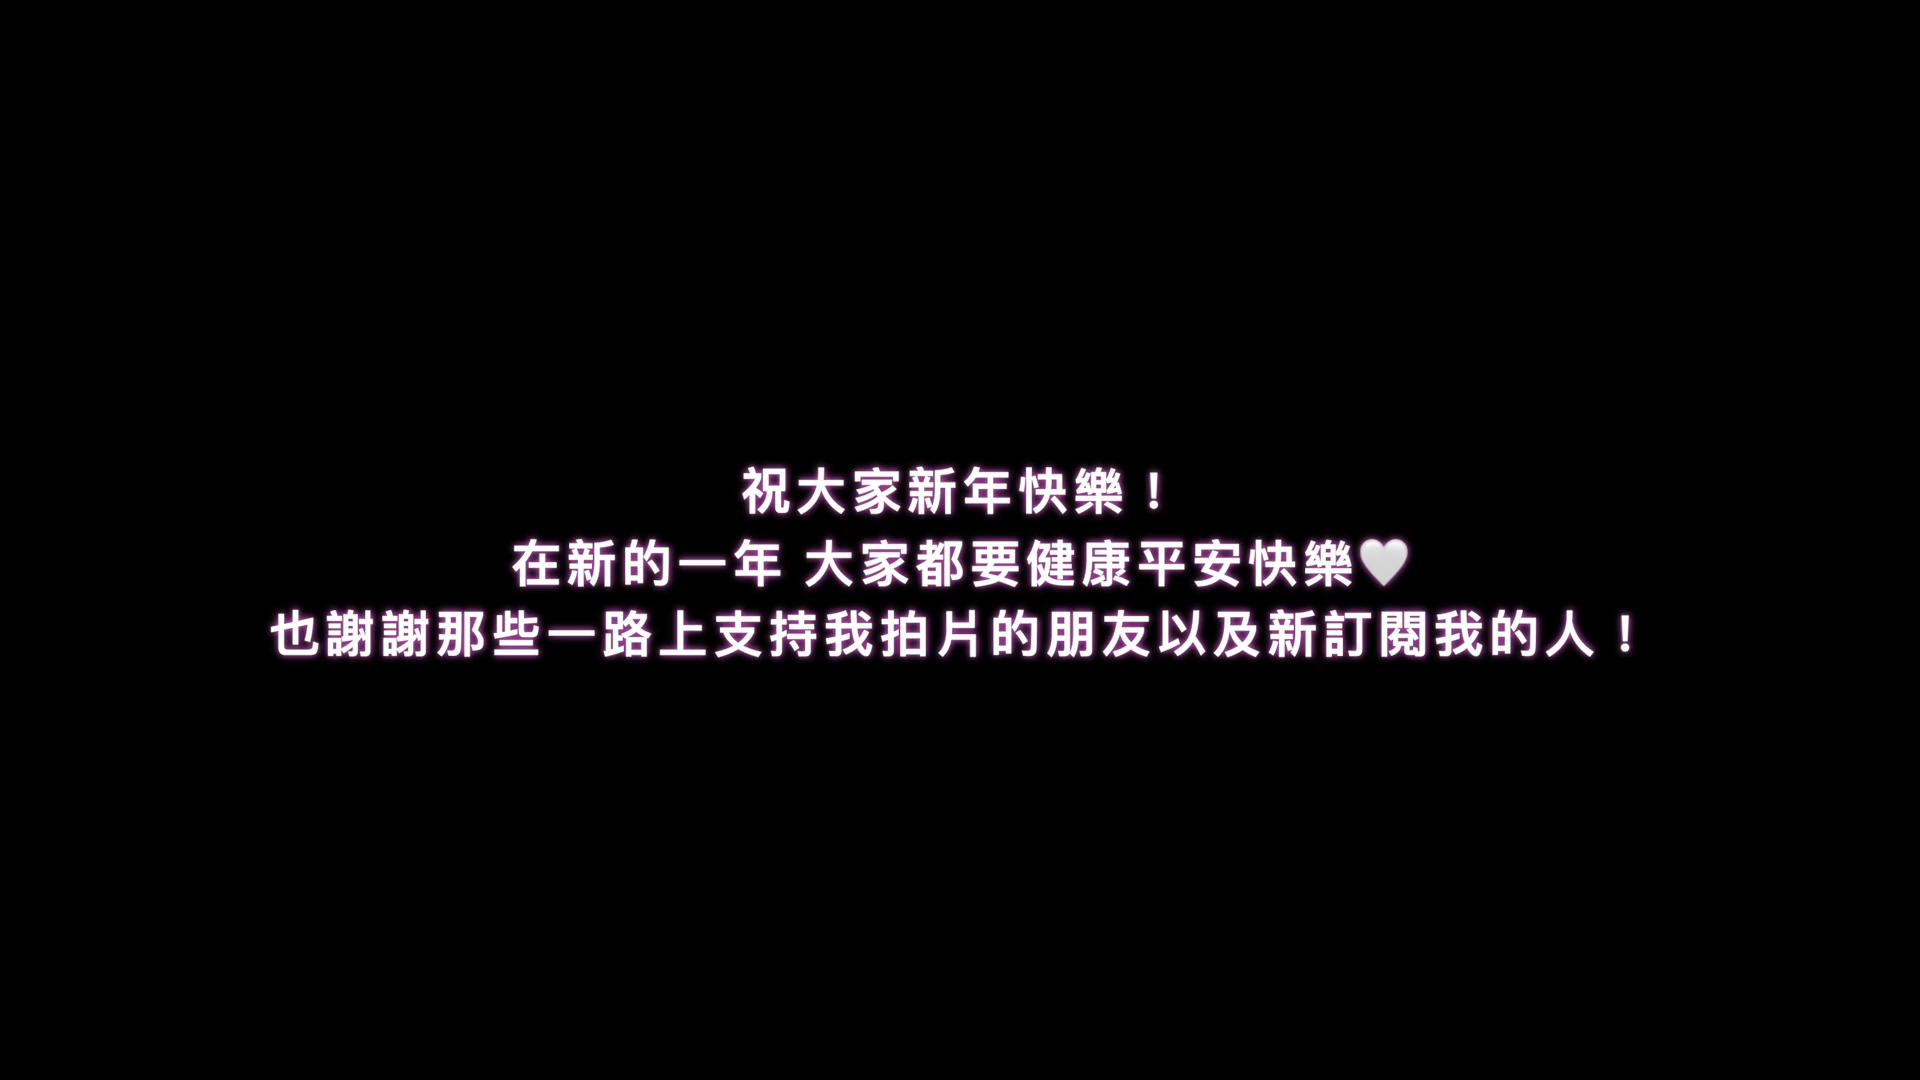 祝大家新年快樂！
在新的一年 大家都要健康平安快樂🤍
也謝謝那些一路上支持我拍片的朋友以及新訂閱我的人！